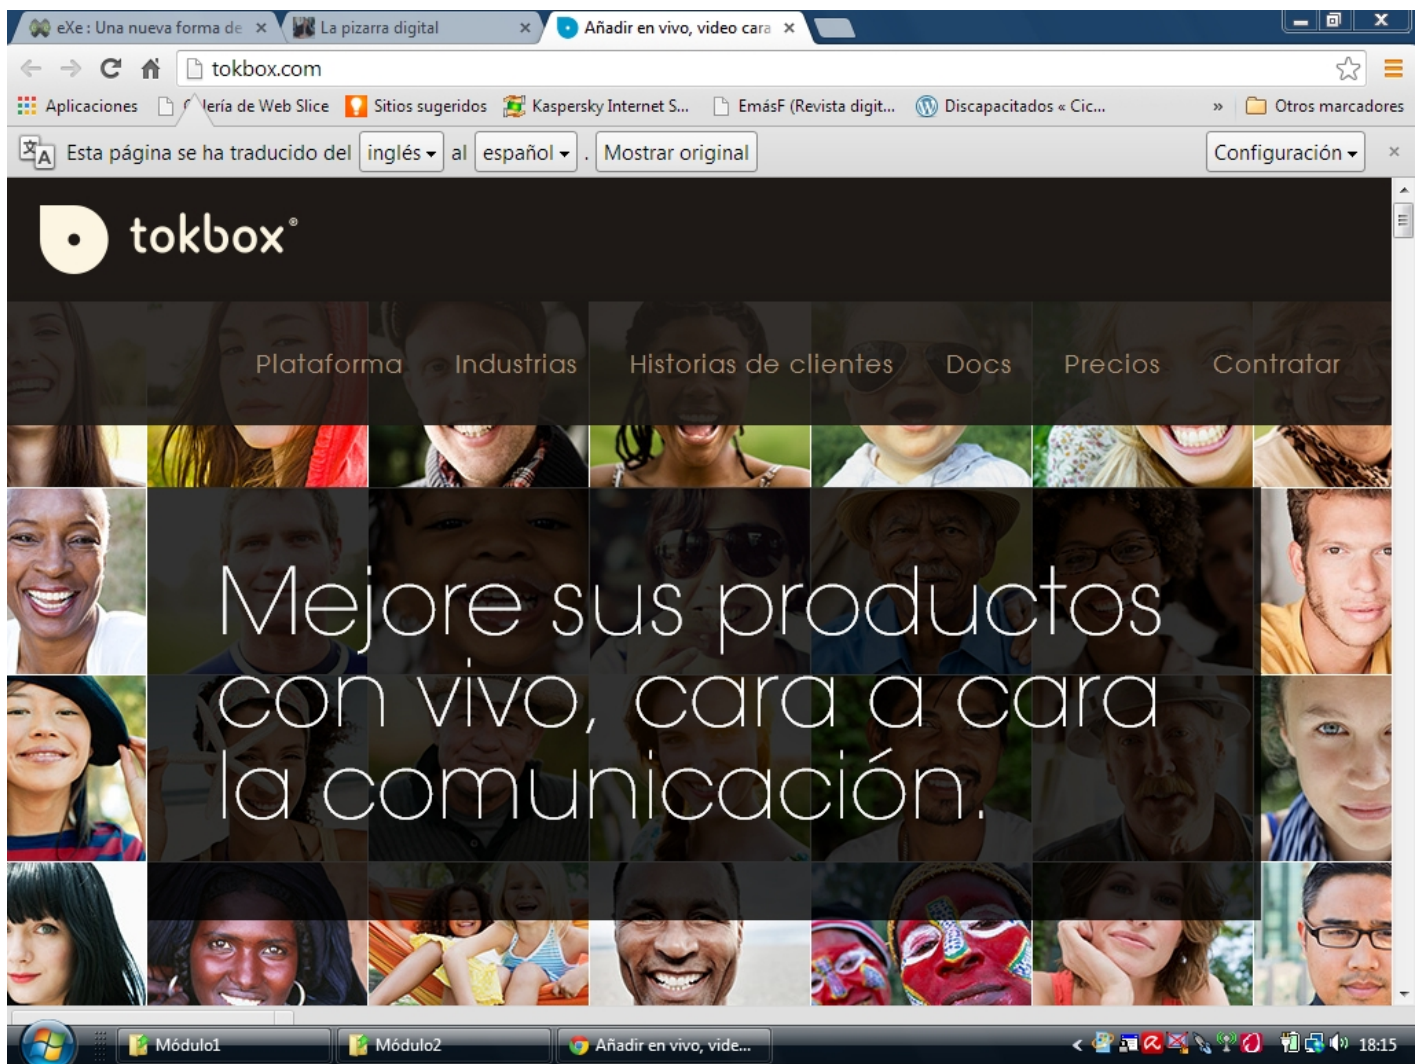 eXe : Una nueva forma de
La pizarra digital
Añadir en vivo, video cara
tokbox.com
Aplicaciones
lería de Web Slice
Sitios sugeridos
Kaspersky Internet S...
EmásF (Revista digit...
Discapacitados « Cic...
»
Otros marcadores
Esta página se ha traducido del inglés al español . Mostrar original
Configuración
tokbox®
Plataforma Industrias Historias de clientes Docs Precios Contratar
Mejore sus productos
con vivo, cara a cara
la comunicación.
Módulo1
Módulo2
Añadir en vivo, vide...
18:15